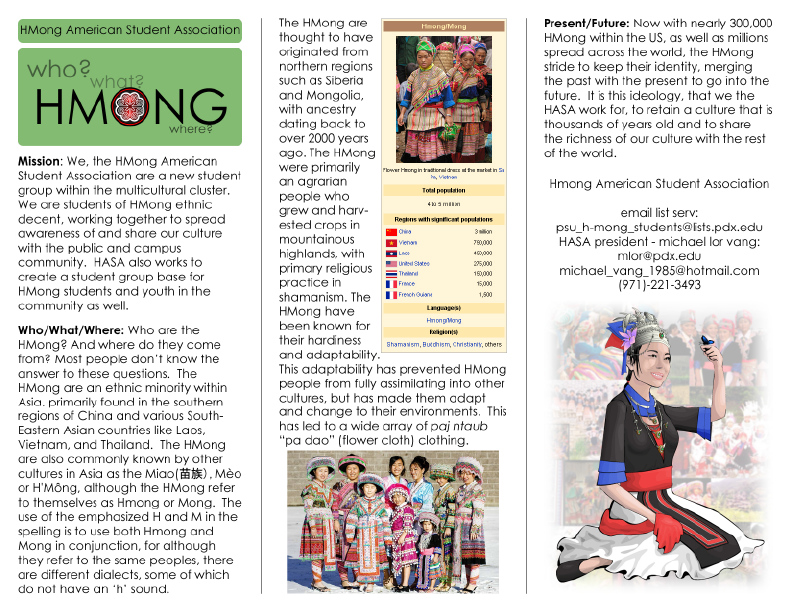 HMong American Student Association
who?
what?
HMONG
where?
Mission: We, the HMong American
Student Association are a new student
group within the multicultural cluster.
We are students of HMong ethnic
decent, working together to spread
awareness of and share our culture
with the public and campus
community.  HASA also works to
create a student group base for
HMong students and youth in the
community as well.
Who/What/Where: Who are the
HMong? And where do they come
from? Most people don't know the
answer to these questions.  The
HMong are an ethnic minority within
Asia, primarily found in the southern
regions of China and various South-
Eastern Asian countries like Laos,
Vietnam, and Thailand.  The HMong
are also commonly known by other
cultures in Asia as the Miao(苗族), Mèo
or H'Mông, although the HMong refer
to themselves as Hmong or Mong.  The
use of the emphasized H and M in the
spelling is to use both Hmong and
Mong in conjunction, for although
they refer to the same peoples, there
are different dialects, some of which
do not have an 'h' sound.
The HMong are
thought to have
originated from
northern regions
such as Siberia
and Mongolia,
with ancestry
dating back to
over 2000 years
ago. The HMong
were primarily
an agrarian
people who
grew and harv-
ested crops in
mountainous
highlands, with
primary religious
practice in
shamanism. The
HMong have
been known for
their hardiness
and adaptability.
This adaptability has prevented HMong
people from fully assimilating into other
cultures, but has made them adapt
and change to their environments.  This
has led to a wide array of paj ntaub
"pa dao" (flower cloth) clothing.
Hmong/Mong
Flower Hmong in traditional dress at the market in Sa
Pa, Vietnam
Total population
4 to 5 million
Regions with significant populations
China 3 million
Vietnam 790,000
Laos 450,000
United States 275,000
Thailand 150,000
France 15,000
French Guiana 1,500
Language(s)
Hmong/Mong
Religion(s)
Shamanism, Buddhism, Christianity, others
Present/Future: Now with nearly 300,000
HMong within the US, as well as millions
spread across the world, the HMong
stride to keep their identity, merging
the past with the present to go into the
future.  It is this ideology, that we the
HASA work for, to retain a culture that is
thousands of years old and to share
the richness of our culture with the rest
of the world.
Hmong American Student Association
email list serv:
psu_h-mong_students@lists.pdx.edu
HASA president - michael lor vang:
mlor@pdx.edu
michael_vang_1985@hotmail.com
(971)-221-3493